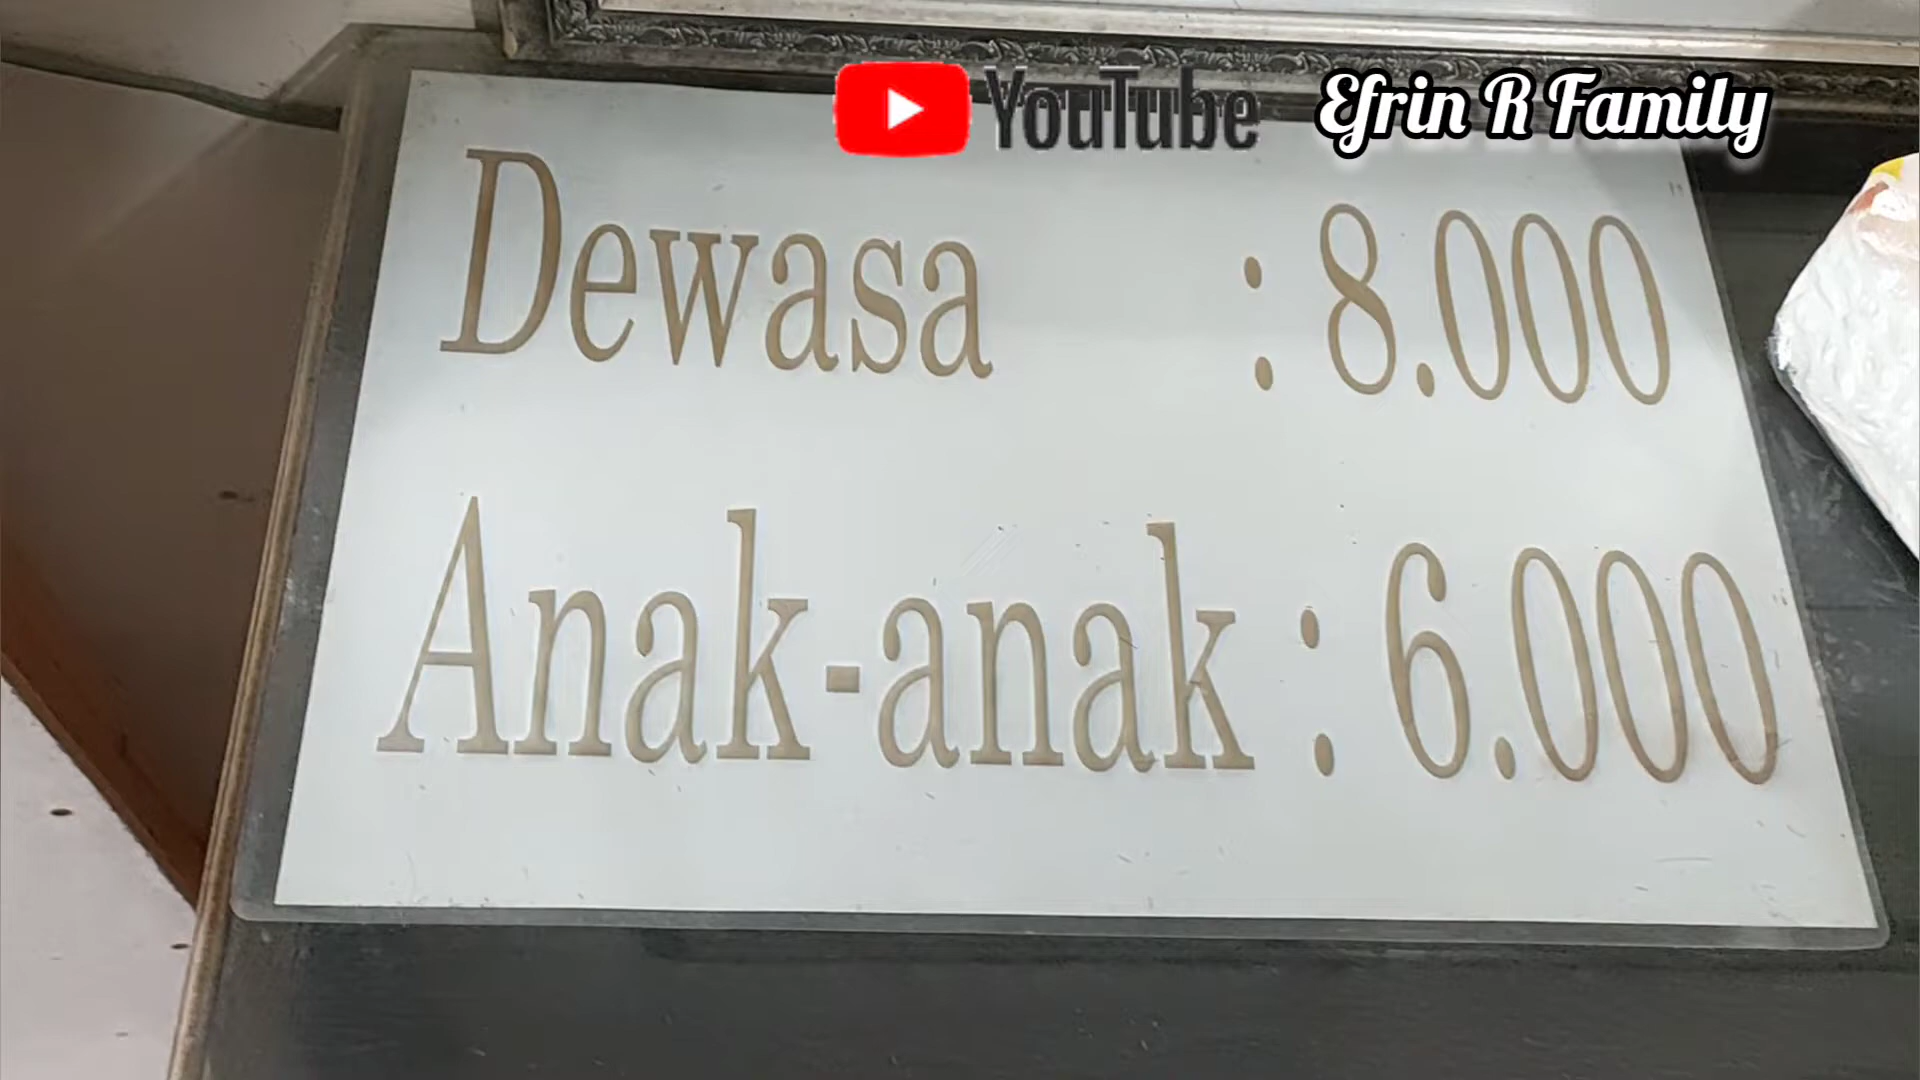 YouTube Efrin R Family
Dewasa : 8.000
Anak-anak : 6.000